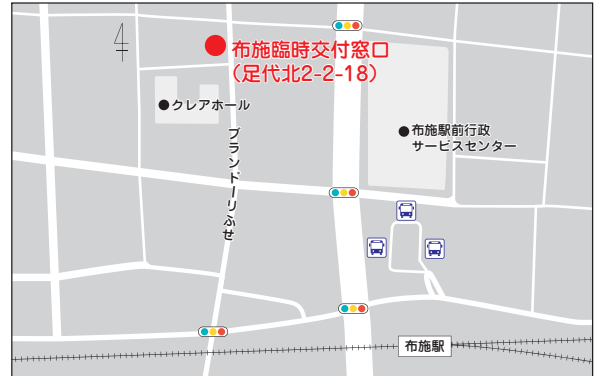 布施臨時交付窓口
（足代北2-2-18）
クレアホール
ブランドーリふせ
布施駅前行政
サービスセンター
布施駅